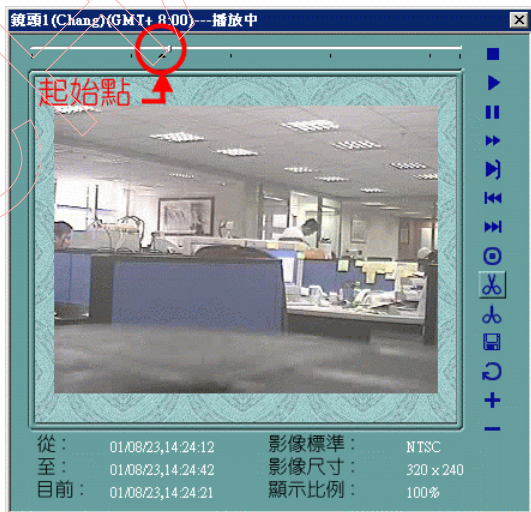 鏡頭1(Chang)(GMT+ 8:00)---播放中
起始點
從： 01/08/23,14:24:12 影像標準： NTSC
至： 01/08/23,14:24:42 影像尺寸： 320 x 240
目前： 01/08/23,14:24:21 顯示比例： 100%